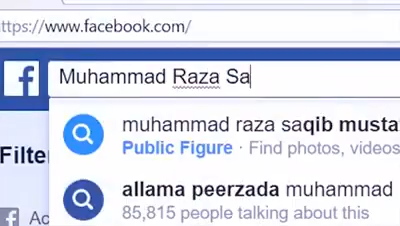 https://www.facebook.com/
Muhammad Raza Sa
muhammad raza saqib musta
Public Figure · Find photos, videos
Filter
allama peerzada muhammad
85,815 people talking about this
Ac